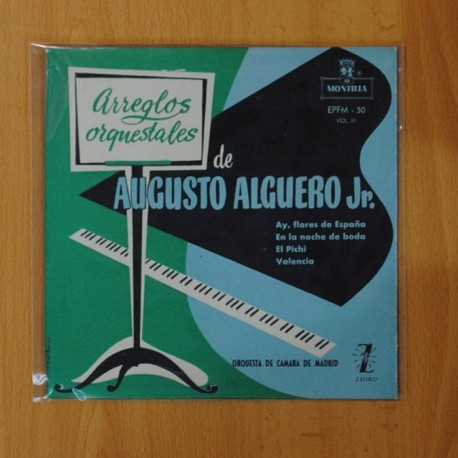 Arreglos
orquestales
de
AUGUSTO ALGUERO Jr.
MONTILLA
EPFM - 50
VOL. III
Ay, flores de España
En la noche de boda
El Pichi
Valencia
ORQUESTA DE CAMARA DE MADRID
ZAFIRO